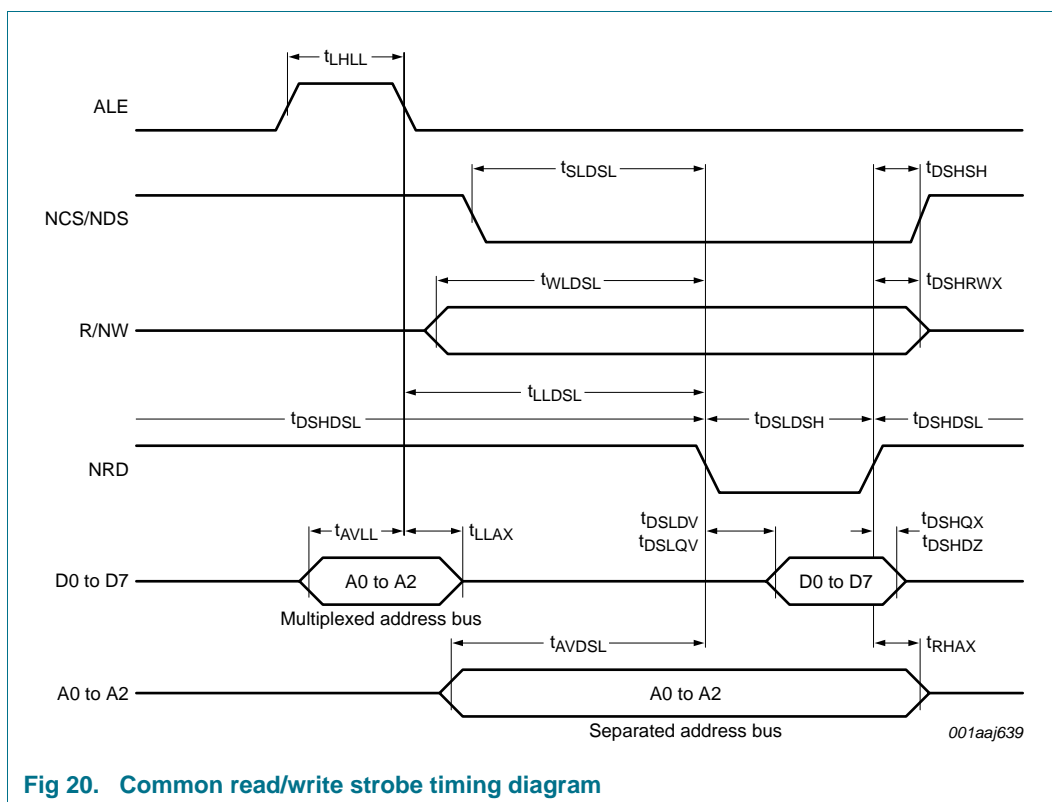 tLHLL
ALE
tSLDSL
tDSHSH
NCS/NDS
tWLDSL
tDSHRWX
R/NW
tLLDSL
tDSHDSL
tDSLDSH
tDSHDSL
NRD
tAVLL
tLLAX
tDSLDV
tDSLQV
tDSHQX
tDSHDZ
D0 to D7
A0 to A2
D0 to D7
Multiplexed address bus
tAVDSL
tRHAX
A0 to A2
A0 to A2
Separated address bus
001aaj639
Fig 20. Common read/write strobe timing diagram